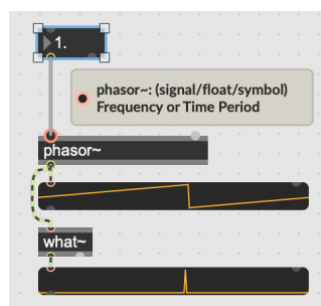 1.
phasor~: (signal/float/symbol)
Frequency or Time Period
phasor~
what~